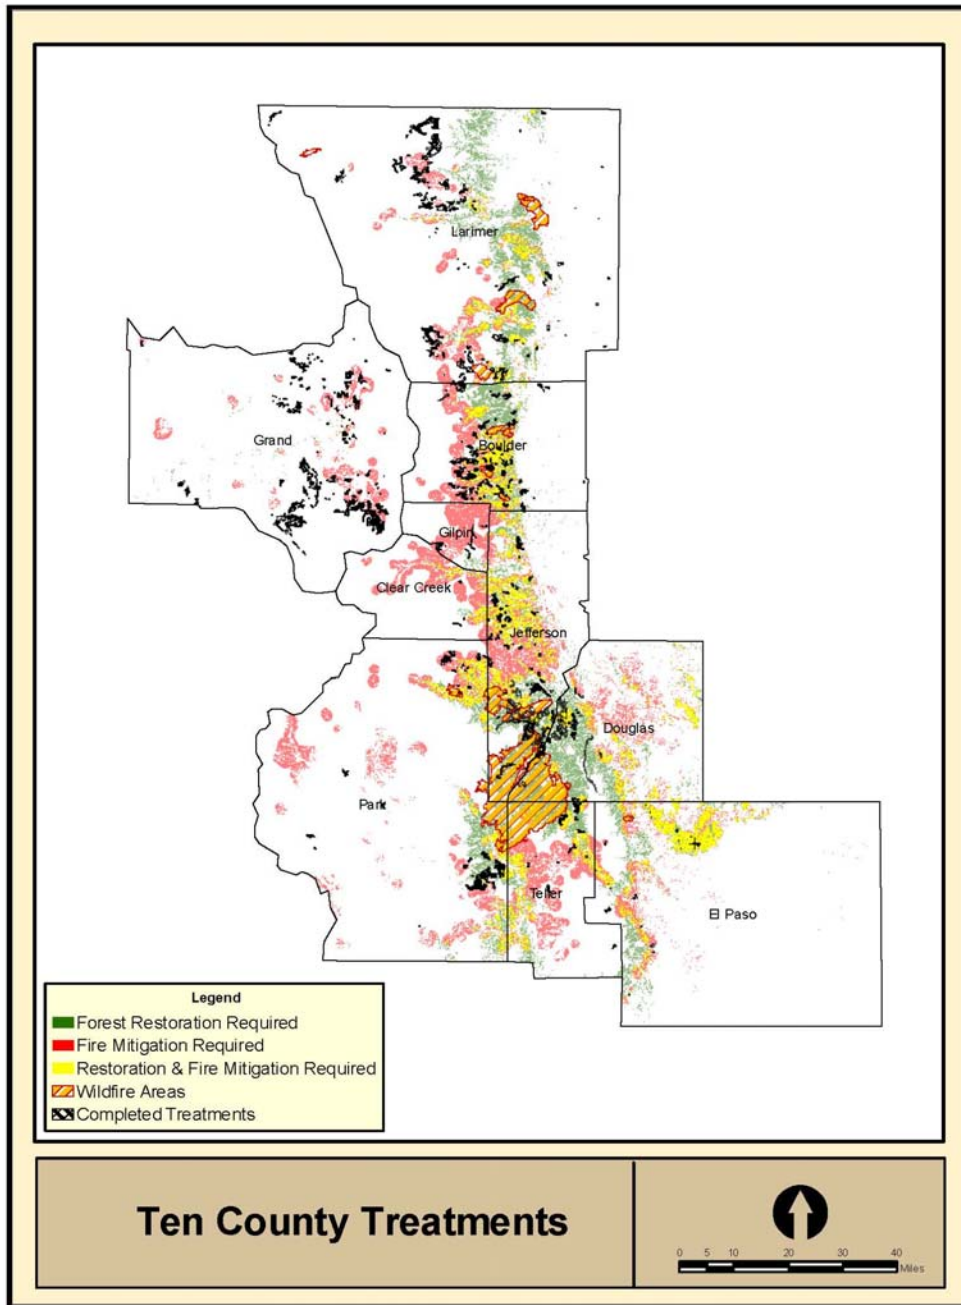 Larimer
Grand
Boulder
Gilpin
Clear Creek
Jefferson
Douglas
Park
Teller
El Paso
Legend
Forest Restoration Required
Fire Mitigation Required
Restoration & Fire Mitigation Required
Wildfire Areas
Completed Treatments
Ten County Treatments
0 5 10 20 30 40
Miles